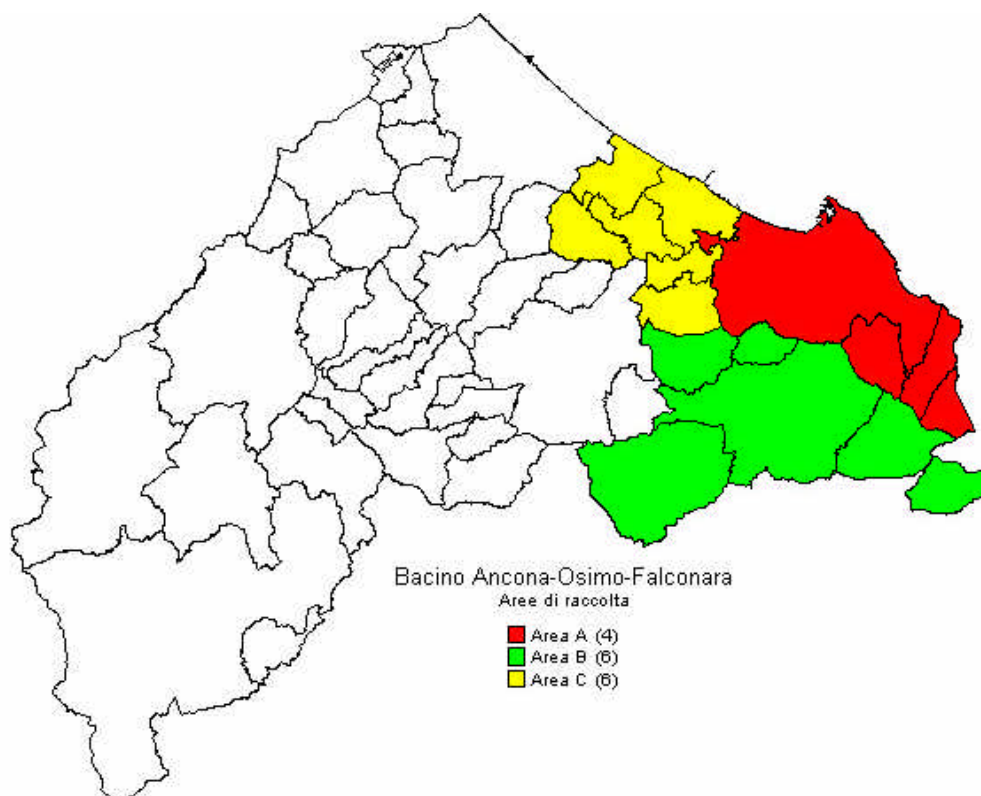 Bacino Ancona-Osimo-Falconara
Aree di raccolta
Area A (4)
Area B (6)
Area C (6)